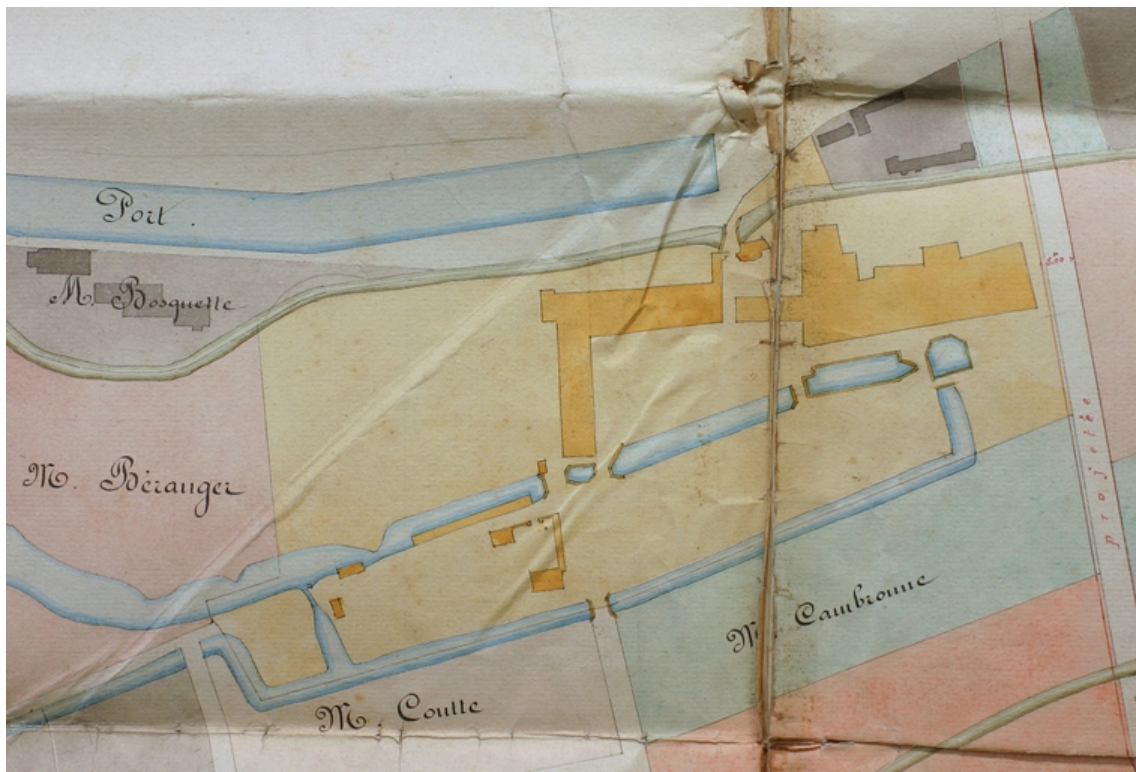 Port.
M. Bosquette
M. Béranger
projetée
M. Cambronne
M. Coutte